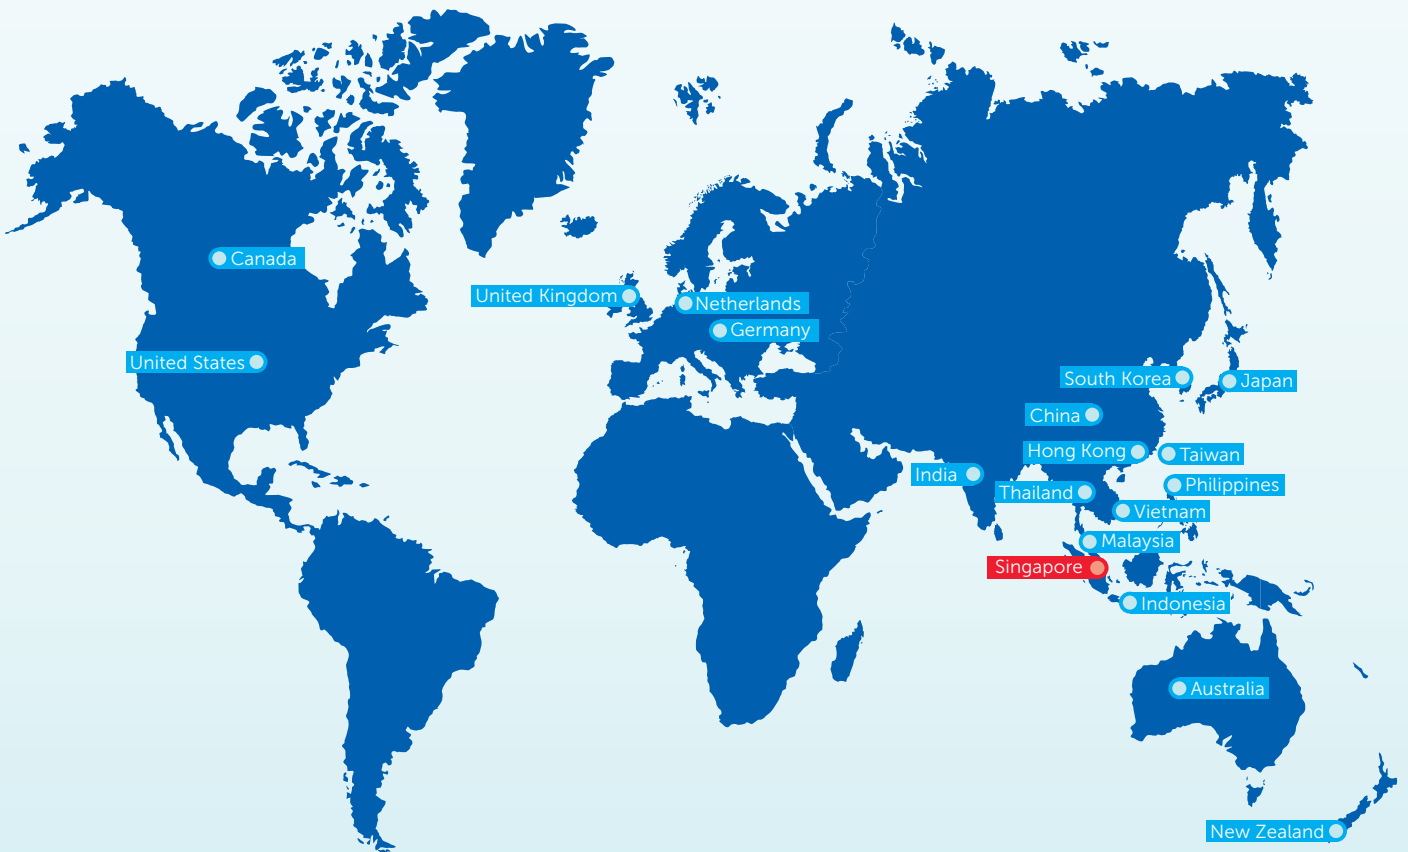 Canada
United Kingdom
Netherlands
Germany
United States
South Korea
Japan
China
Hong Kong
Taiwan
India
Philippines
Thailand
Vietnam
Malaysia
Singapore
Indonesia
Australia
New Zealand